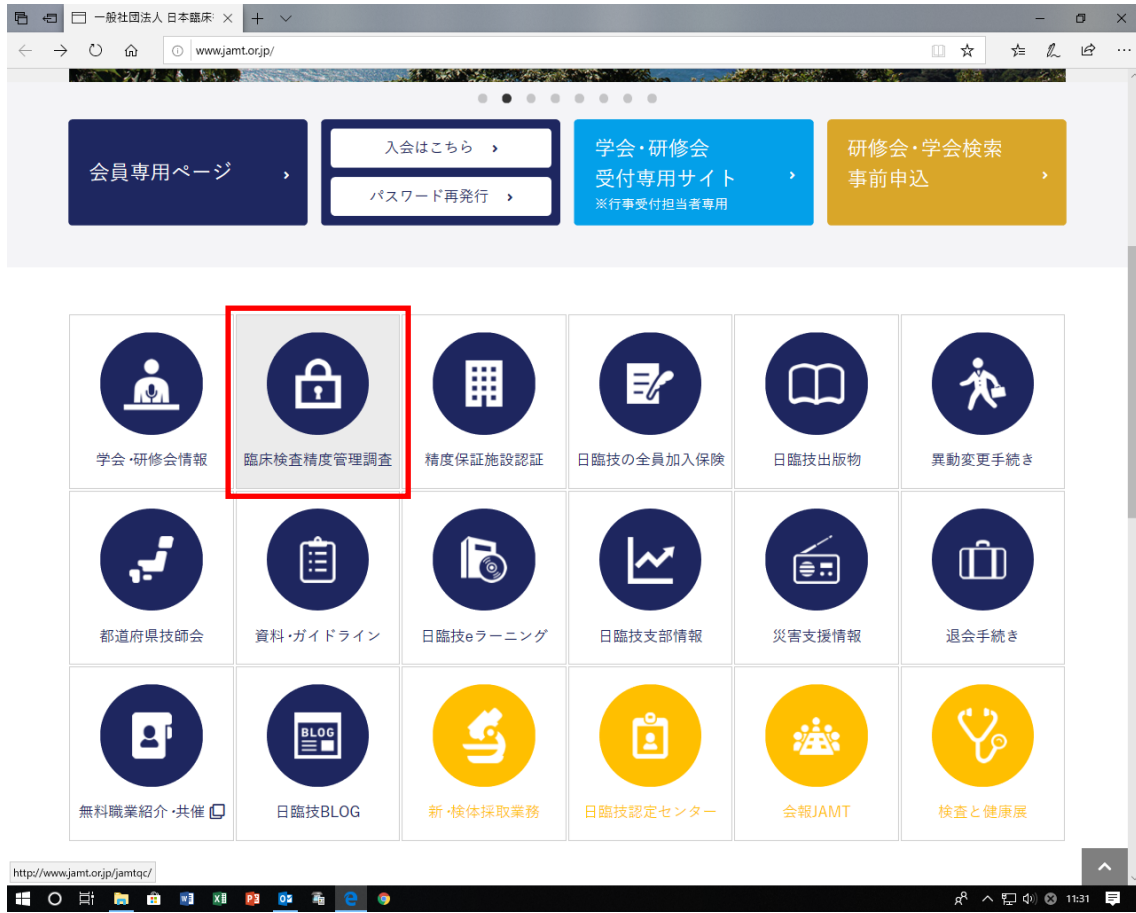 一般社団法人 日本臨床
www.jamt.or.jp/
会員専用ページ
入会はこちら
パスワード再発行
学会・研修会
受付専用サイト
※行事受付担当者専用
研修会・学会検索
事前申込
学会・研修会情報
臨床検査精度管理調査
精度保証施設認証
日臨技の全員加入保険
日臨技出版物
異動変更手続き
都道府県技師会
資料・ガイドライン
日臨技eラーニング
日臨技支部情報
災害支援情報
退会手続き
BLOG
無料職業紹介・共催
日臨技BLOG
新・検体採取業務
日臨技認定センター
会報JAMT
検査と健康展
http://www.jamt.or.jp/jamtqc/
11:31